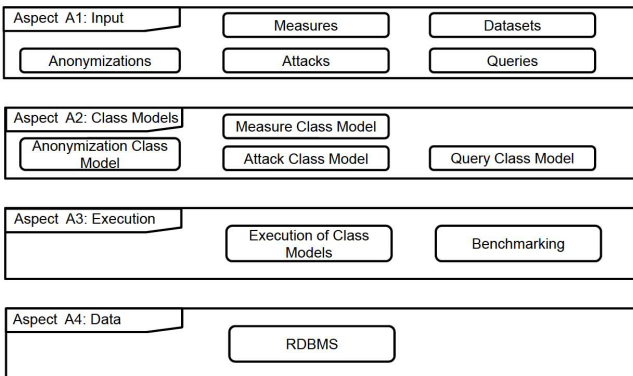 Aspect A1: Input
Measures
Datasets
Anonymizations
Attacks
Queries
Aspect A2: Class Models
Measure Class Model
Anonymization Class
Model
Attack Class Model
Query Class Model
Aspect A3: Execution
Execution of Class
Models
Benchmarking
Aspect A4: Data
RDBMS